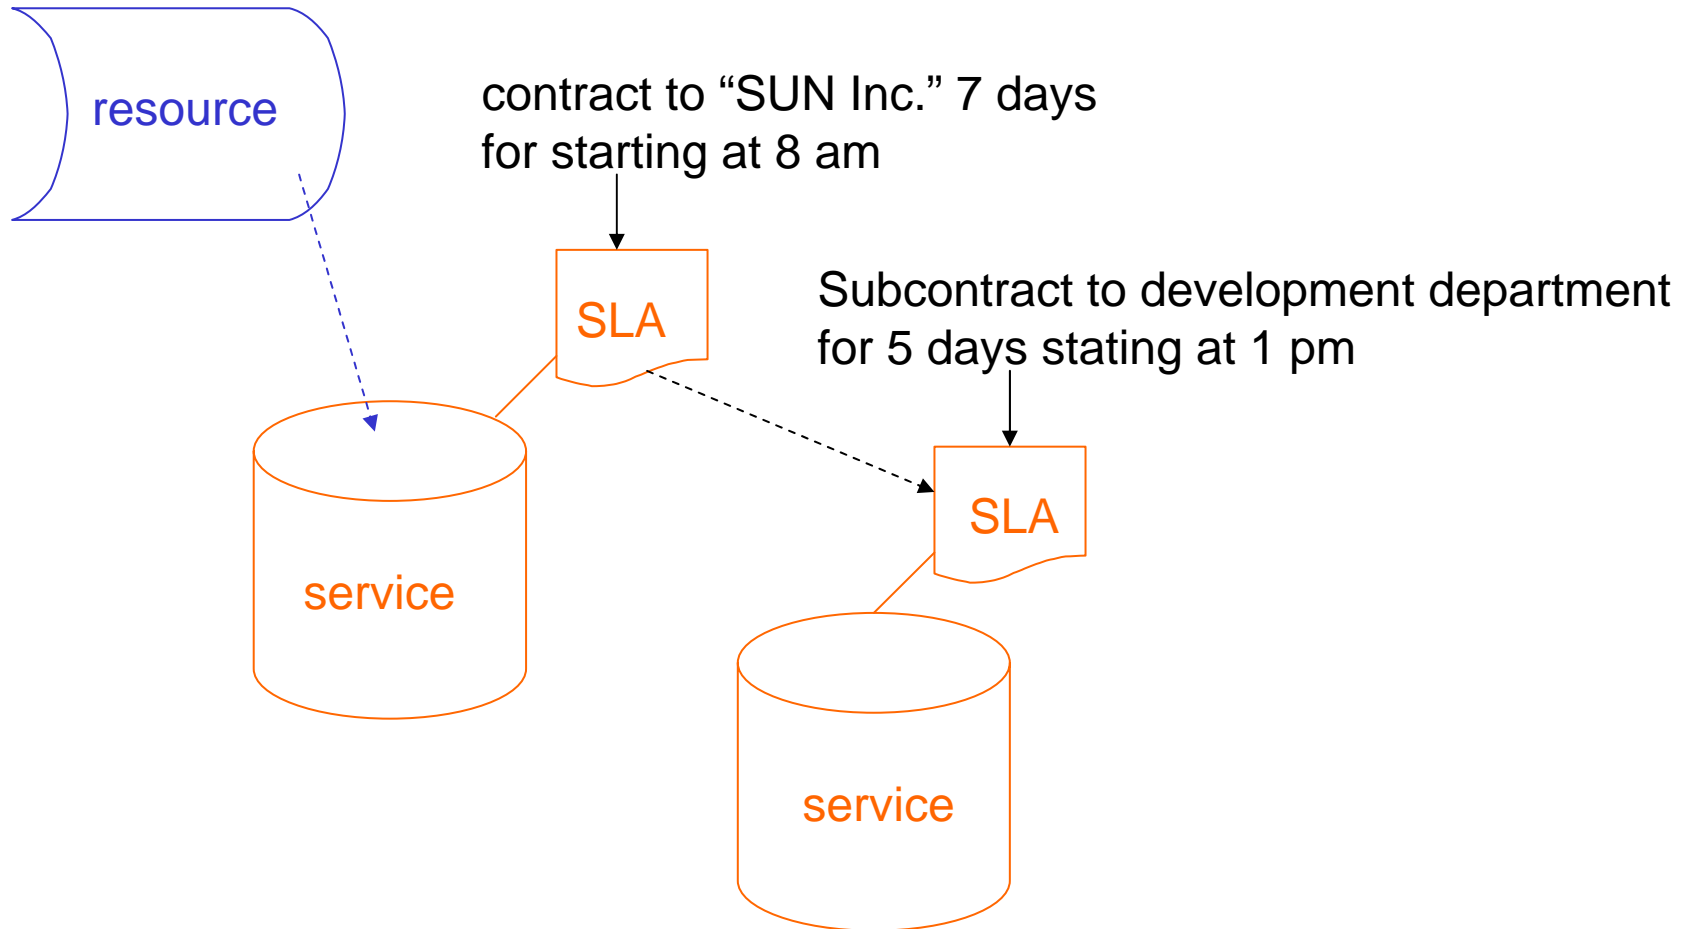 resource
contract to “SUN Inc.” 7 days
for starting at 8 am
SLA
Subcontract to development department
for 5 days stating at 1 pm
SLA
service
service